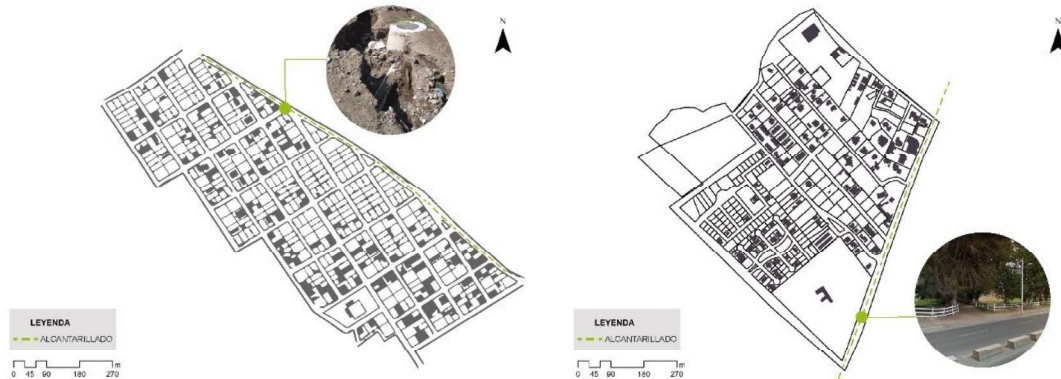 N
LEYENDA
ALCANTARILLADO
m
0 45 90 180 270
N
LEYENDA
ALCANTARILLADO
m
0 45 90 180 270